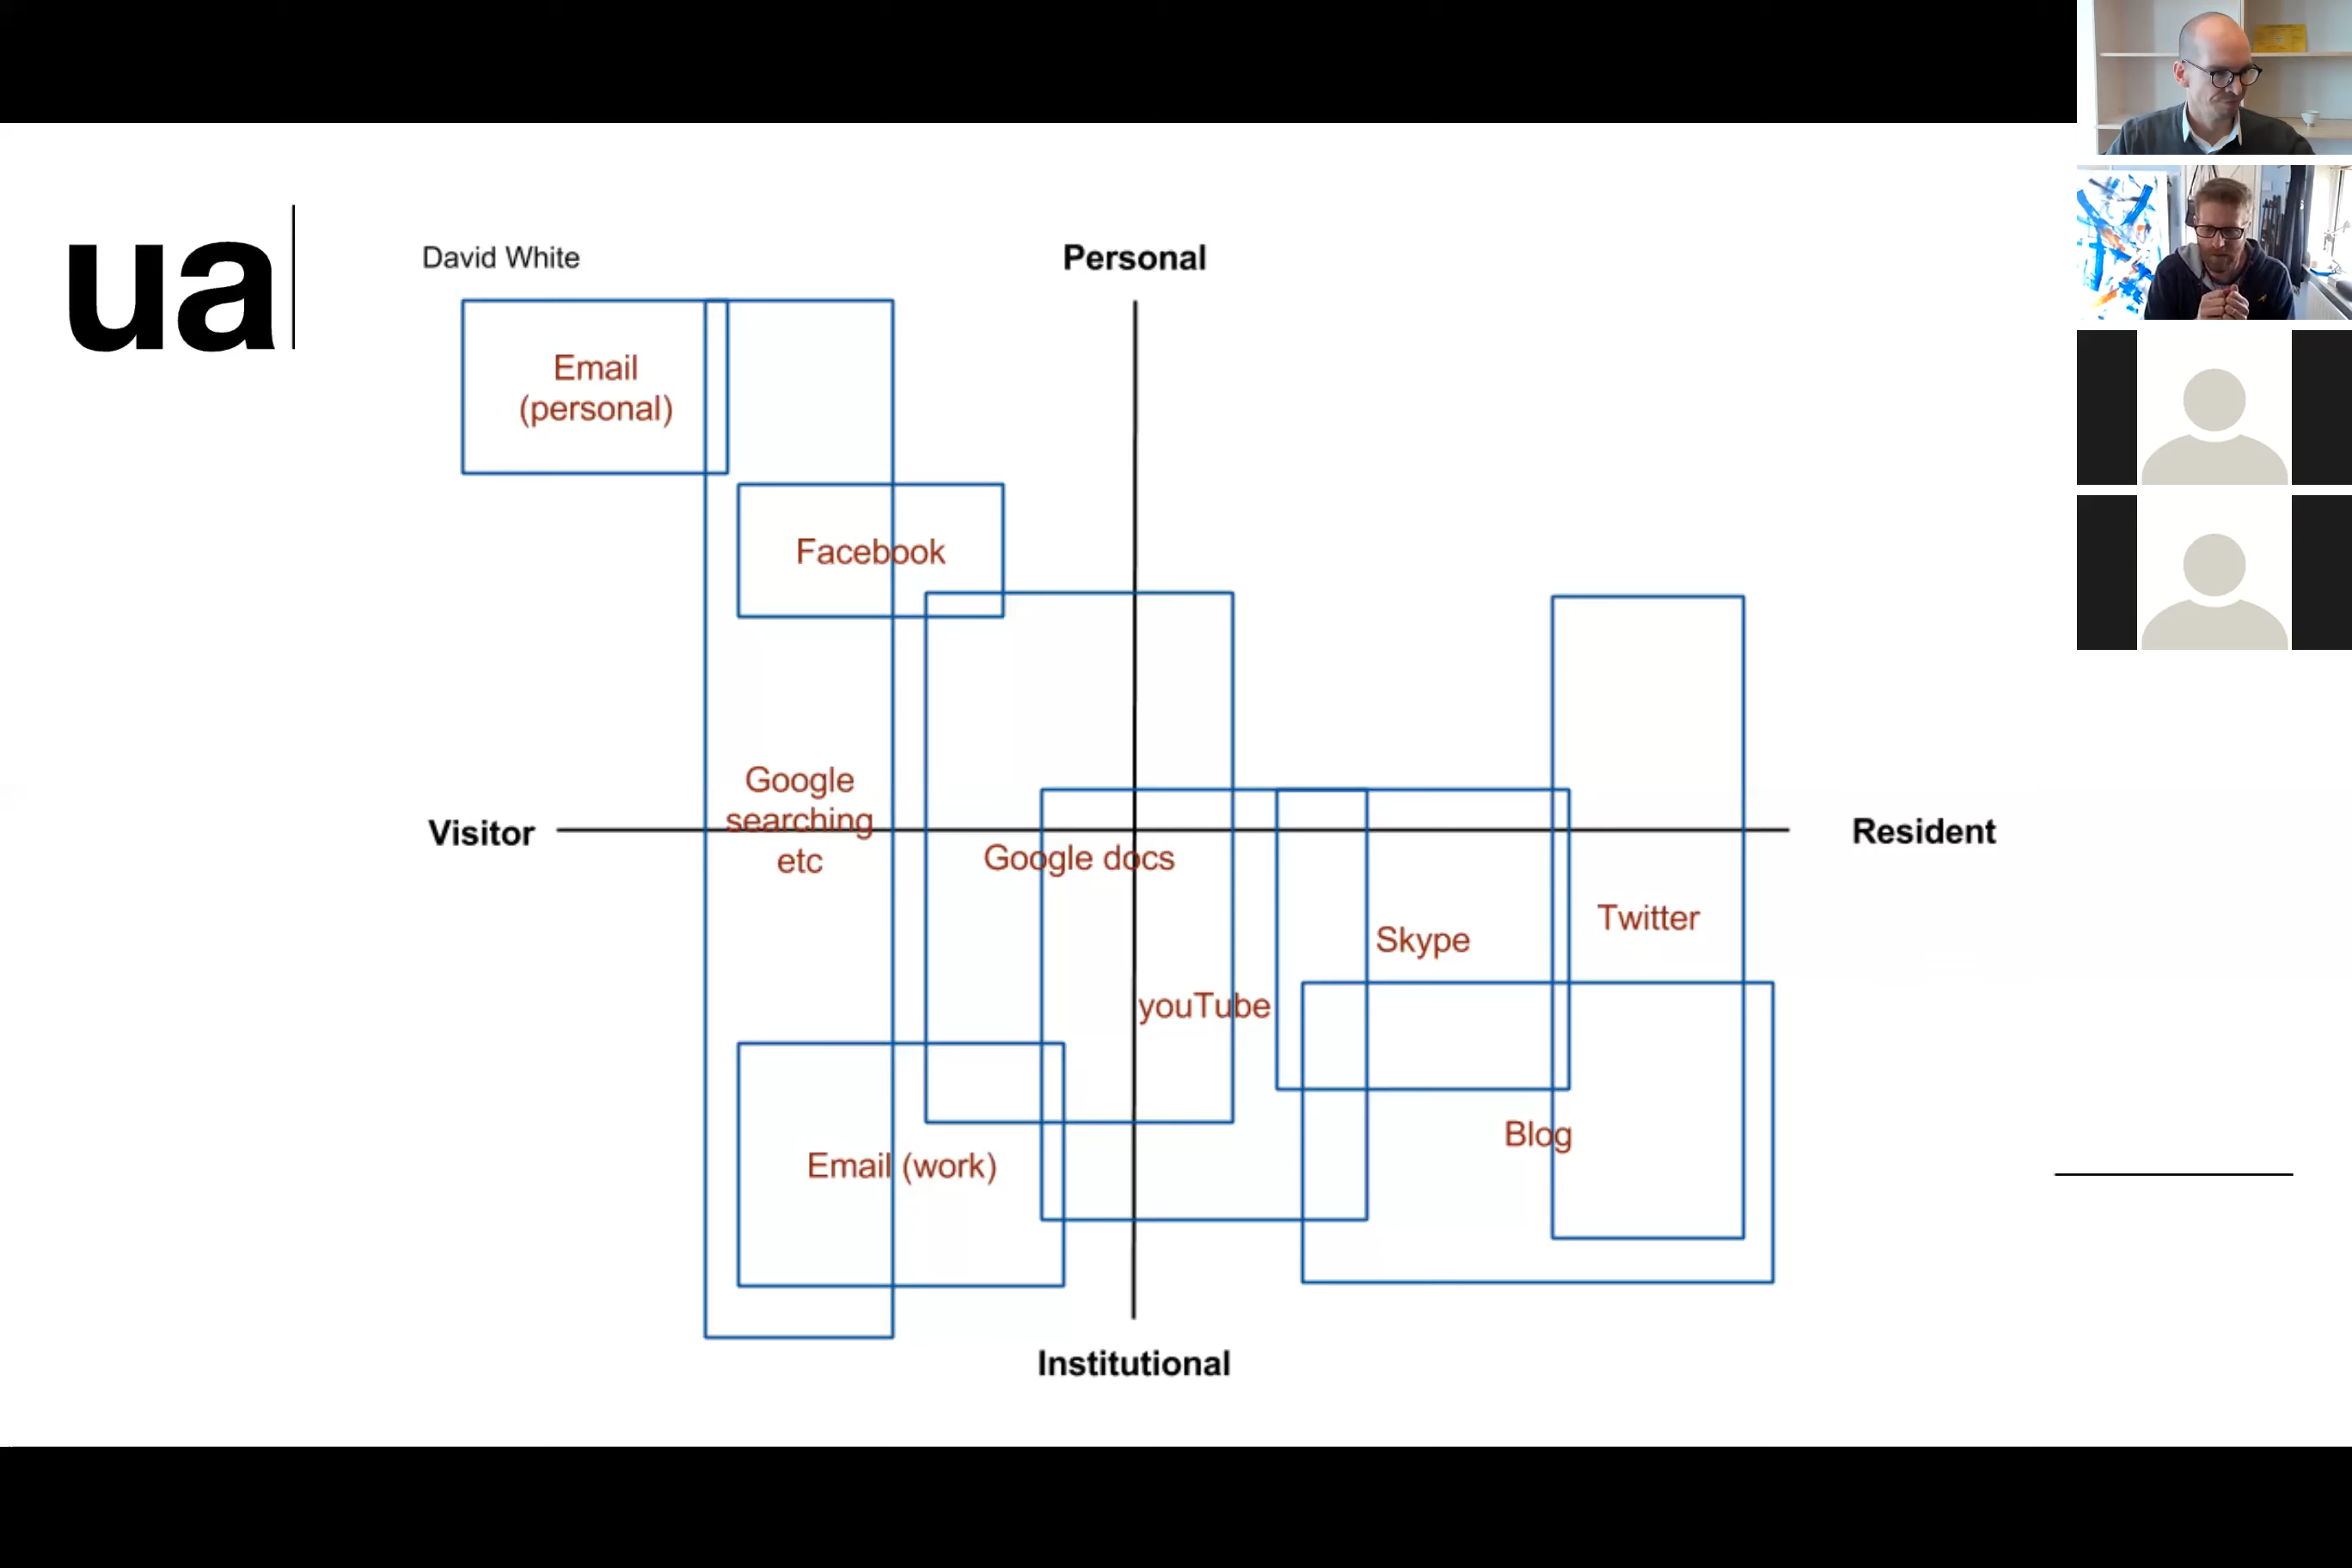 ua
David White
Personal
Email
(personal)
Facebook
Google
searching
etc
Visitor
Resident
Google docs
Twitter
Skype
youTube
Blog
Email (work)
Institutional